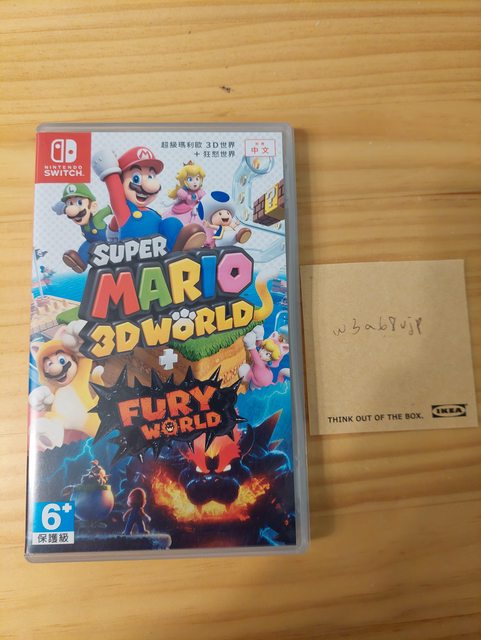 NINTENDO
SWITCH
超級瑪利歐 3D世界
+ 狂怒世界
中文
SUPER
MARIO
3D WORLD
+
FURY
WORLD
6+
保護級
w3ab8vjp
THINK OUT OF THE BOX.
IKEA